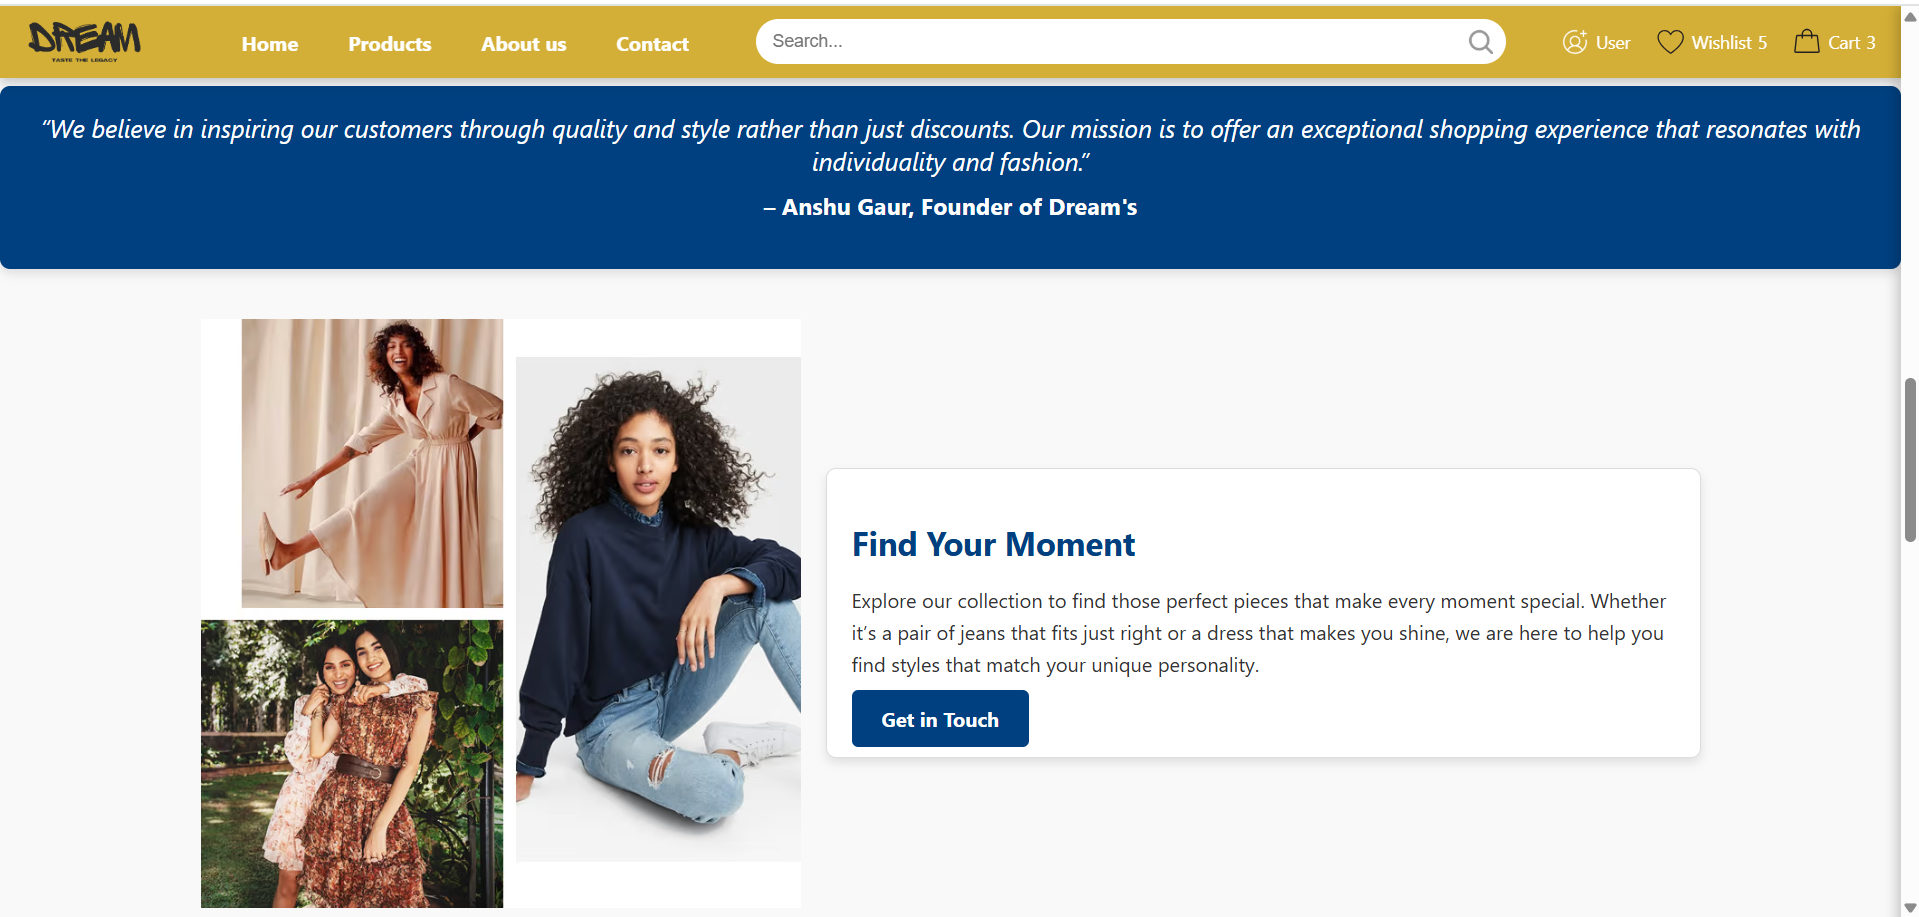 DREAM
TASTE THE LEGACY
Home
Products
About us
Contact
Search...
User
Wishlist 5
Cart 3
“We believe in inspiring our customers through quality and style rather than just discounts. Our mission is to offer an exceptional shopping experience that resonates with
individuality and fashion.”
– Anshu Gaur, Founder of Dream's
Find Your Moment
Explore our collection to find those perfect pieces that make every moment special. Whether
it’s a pair of jeans that fits just right or a dress that makes you shine, we are here to help you
find styles that match your unique personality.
Get in Touch